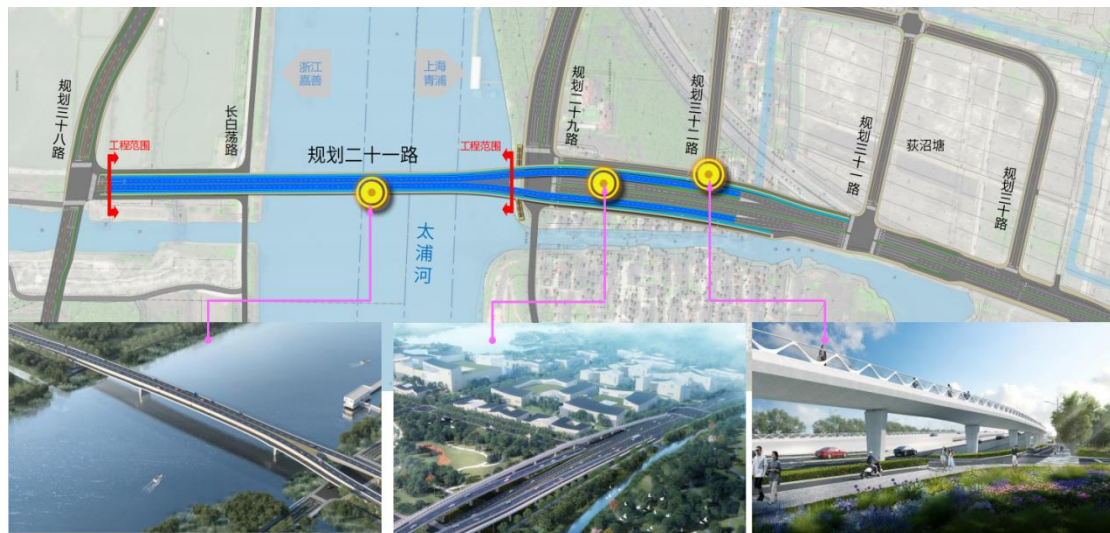 规划三十八路
长白荡路
浙江
嘉善
上海
青浦
工程范围
规划二十一路
工程范围
太浦河
规划二十九路
规划三十二路
规划三十一路
荻沼塘
规划三十路